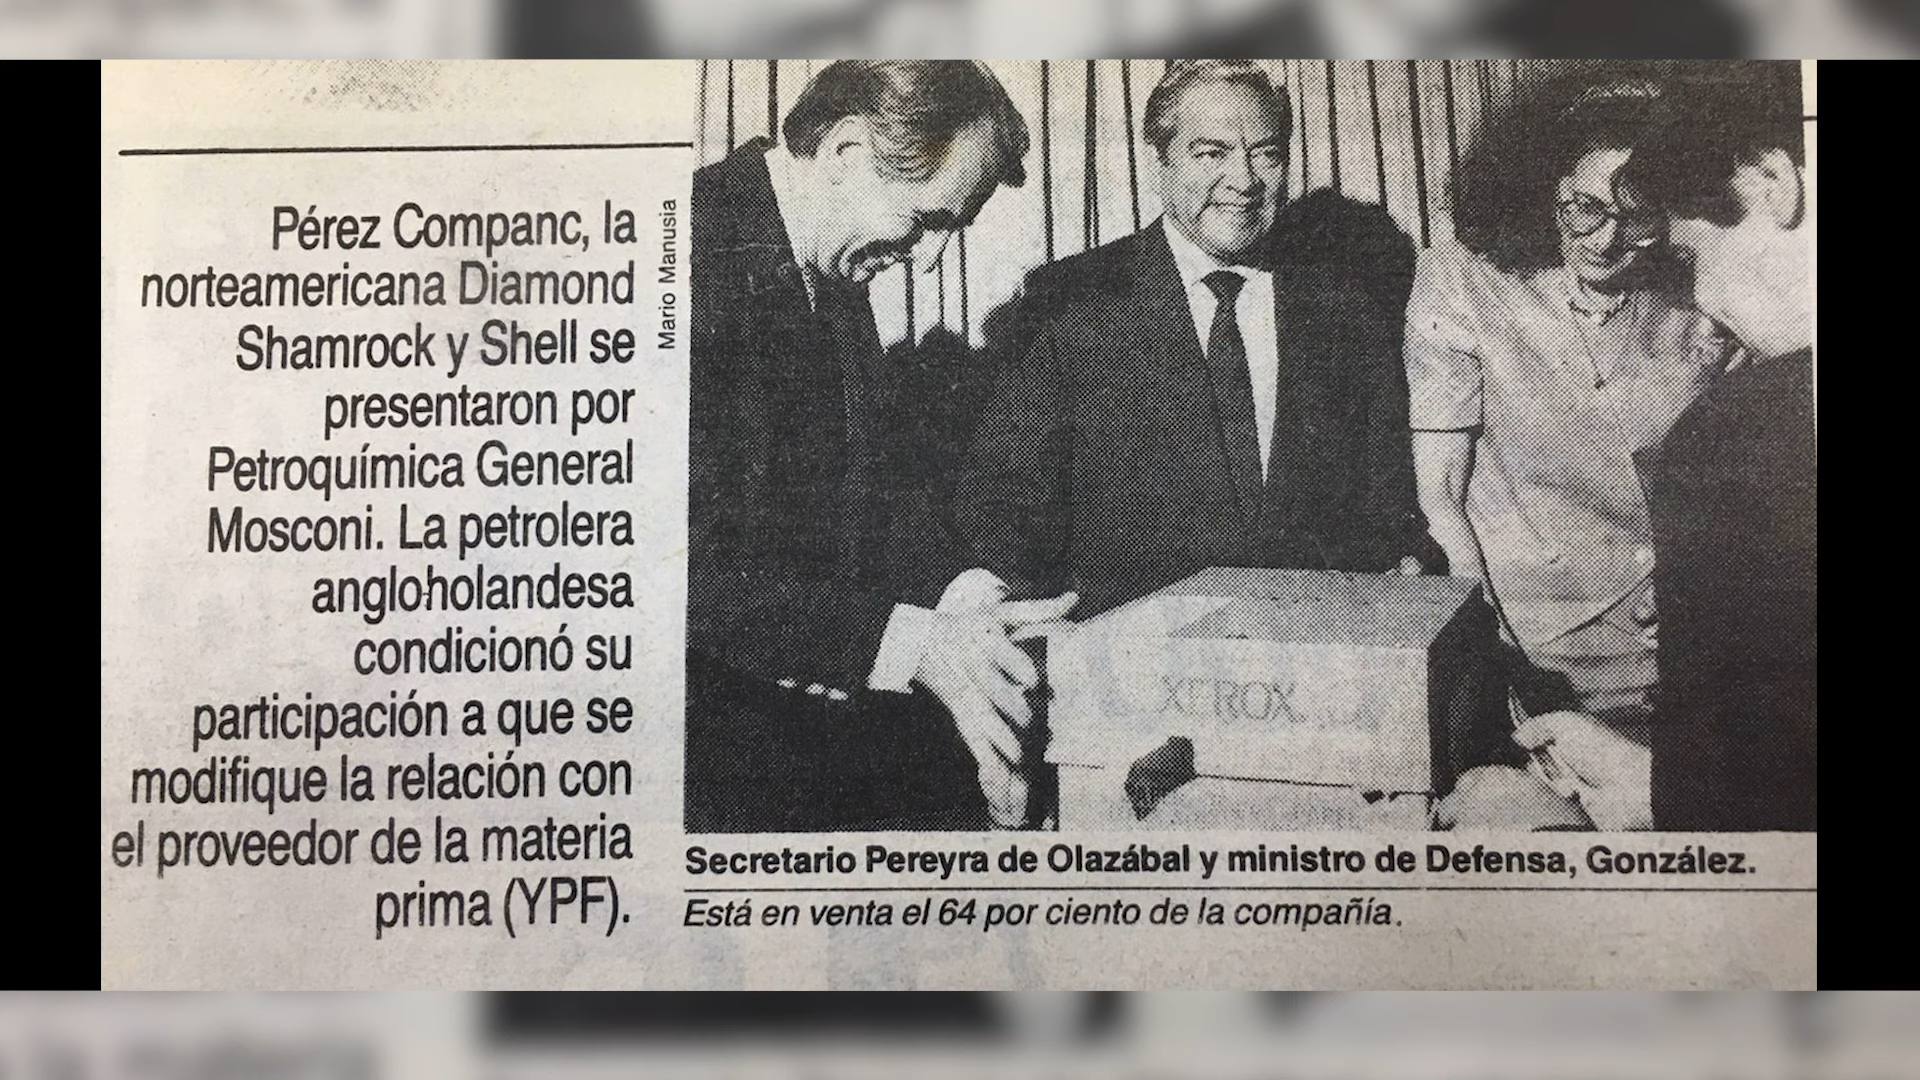 Pérez Companc, la
norteamericana Diamond
Shamrock y Shell se
presentaron por
Petroquímica General
Mosconi. La petrolera
anglo-holandesa
condicionó su
participación a que se
modifique la relación con
el proveedor de la materia
prima (YPF).
Mario Manusia
XEROX
Secretario Pereyra de Olazábal y ministro de Defensa, González.
Está en venta el 64 por ciento de la compañía.